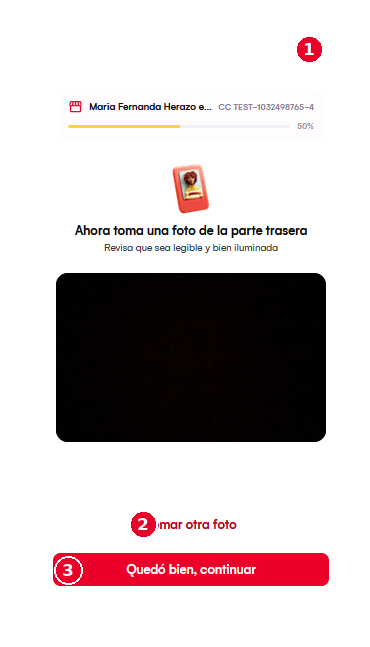 1
Maria Fernanda Herazo e... CC TEST-1032498765-4
50%
Ahora toma una foto de la parte trasera
Revisa que sea legible y bien iluminada
2 mar otra foto
3 Quedó bien, continuar